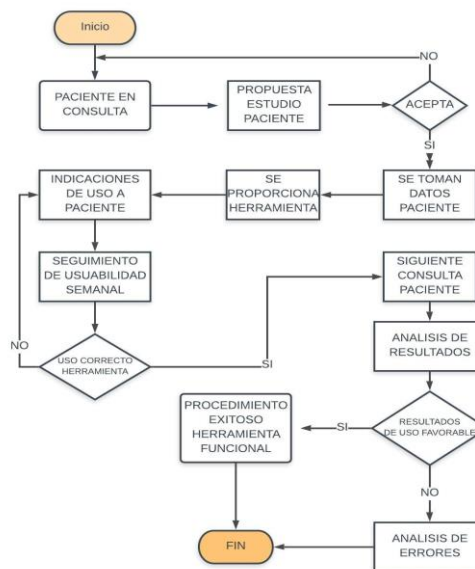 Inicio
NO
PACIENTE EN
CONSULTA
PROPUESTA
ESTUDIO
PACIENTE
ACEPTA
SI
INDICACIONES
DE USO A
PACIENTE
SE
PROPORCIONA
HERRAMIENTA
SE TOMAN
DATOS
PACIENTE
SEGUIMIENTO
DE USUABILIDAD
SEMANAL
SIGUIENTE
CONSULTA
PACIENTE
NO
USO CORRECTO
HERRAMIENTA
SI
ANALISIS DE
RESULTADOS
PROCEDIMIENTO
EXITOSO
HERRAMIENTA
FUNCIONAL
SI
RESULTADOS
DE USO FAVORABLE
NO
FIN
ANALISIS DE
ERRORES